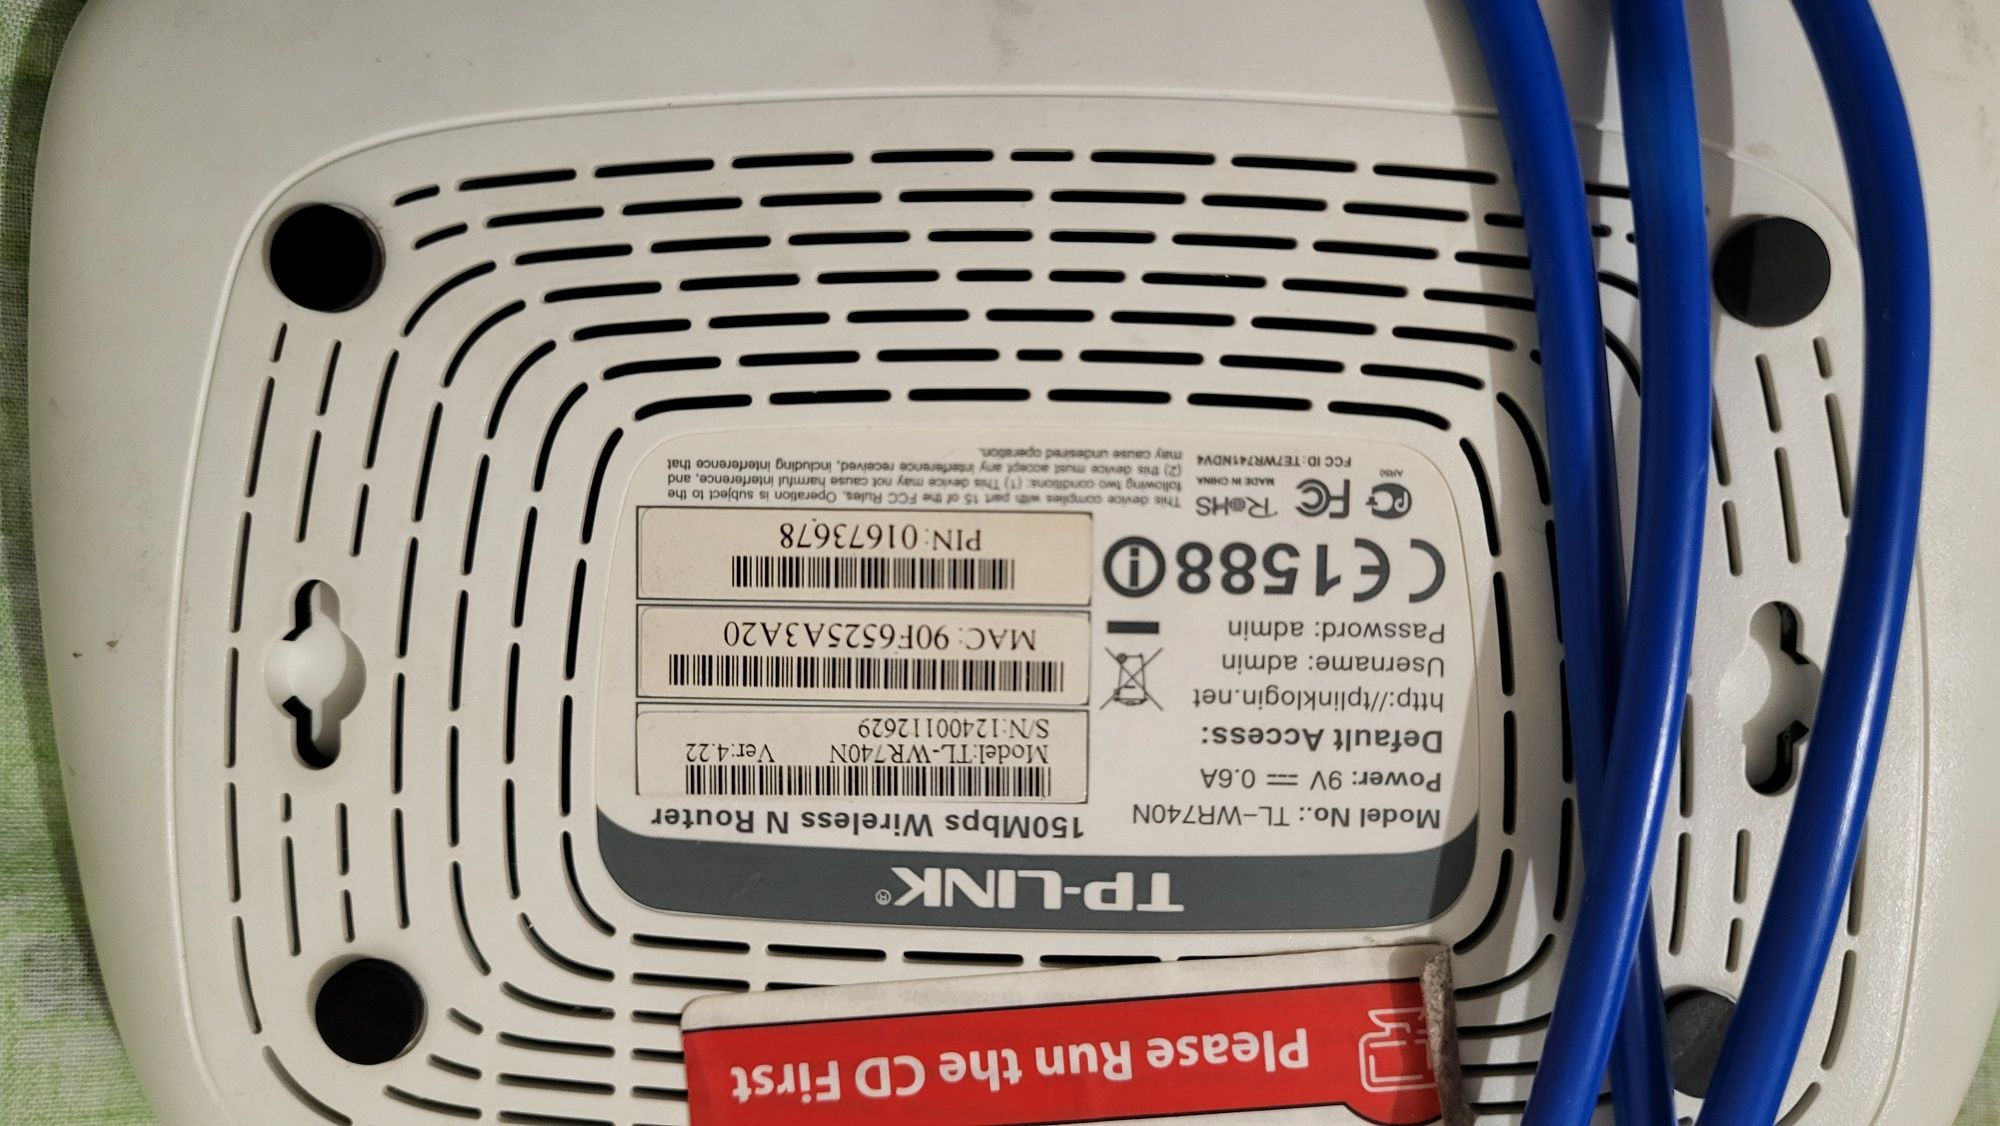 TP-LINK®
150Mbps Wireless N Router
Model No.: TL-WR740N
Power: 9V ⎓ 0.6A
Default Access:
http://tplinklogin.net
Username: admin
Password: admin
CE1588
Model:TL-WR740N Ver:4.22
S/N:12400112629
MAC: 90F6525A3A20
PIN: 01673678
FC RoHS
MADE IN CHINA
FCC ID: TE7WR741NDV4
This device complies with part 15 of the FCC Rules. Operation is subject to the
following two conditions: (1) This device may not cause harmful interference, and
(2) this device must accept any interference received, including interference that
may cause undesired operation.
Please Run the CD First